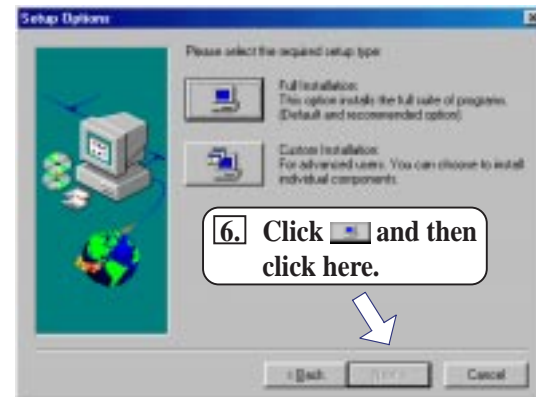 Setup Options
Please select the required setup type:
Full Installation:
This option installs the full suite of programs.
(Default and recommended option)
Custom Installation:
For advanced users. You can choose to install
individual components.
6. Click and then
click here.
< Back
Next >
Cancel